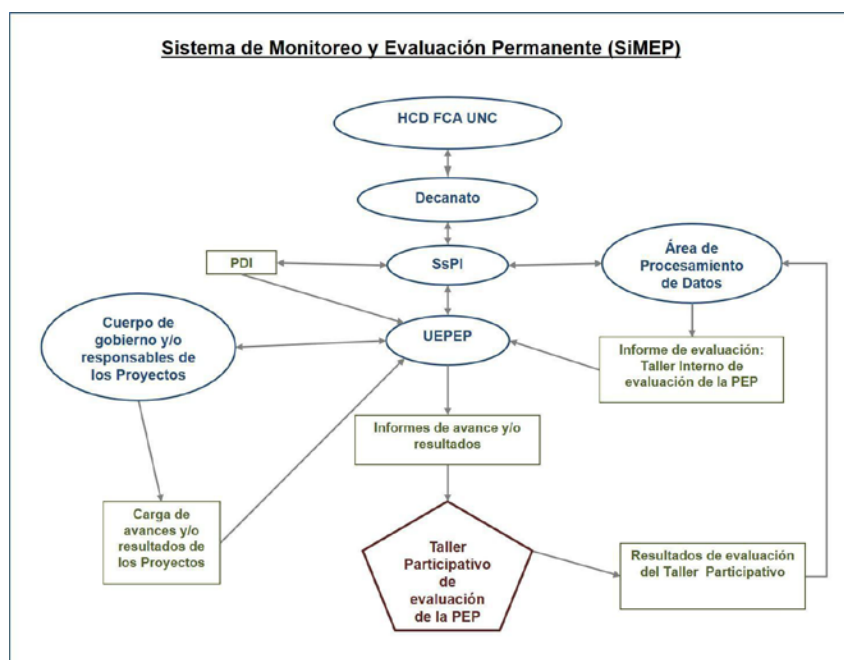 Sistema de Monitoreo y Evaluación Permanente (SiMEP)
HCD FCA UNC
Decanato
PDI
SsPI
Área de
Procesamiento
de Datos
Cuerpo de
gobierno y/o
responsables de
los Proyectos
UEPEP
Informe de evaluación:
Taller Interno de
evaluación de la PEP
Informes de avance y/o
resultados
Carga de
avances y/o
resultados de
los Proyectos
Taller
Participativo
de
evaluación
de la PEP
Resultados de evaluación
del Taller Participativo